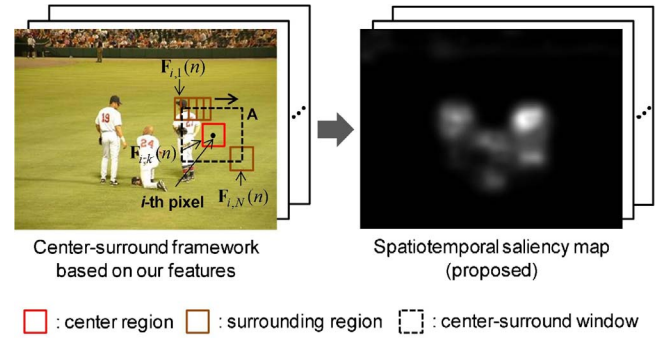 F_{i,1}(n)
A
18
24
F_{i,k}(n)
i-th pixel
F_{i,N}(n)
Center-surround framework
based on our features
Spatiotemporal saliency map
(proposed)
: center region
: surrounding region
: center-surround window